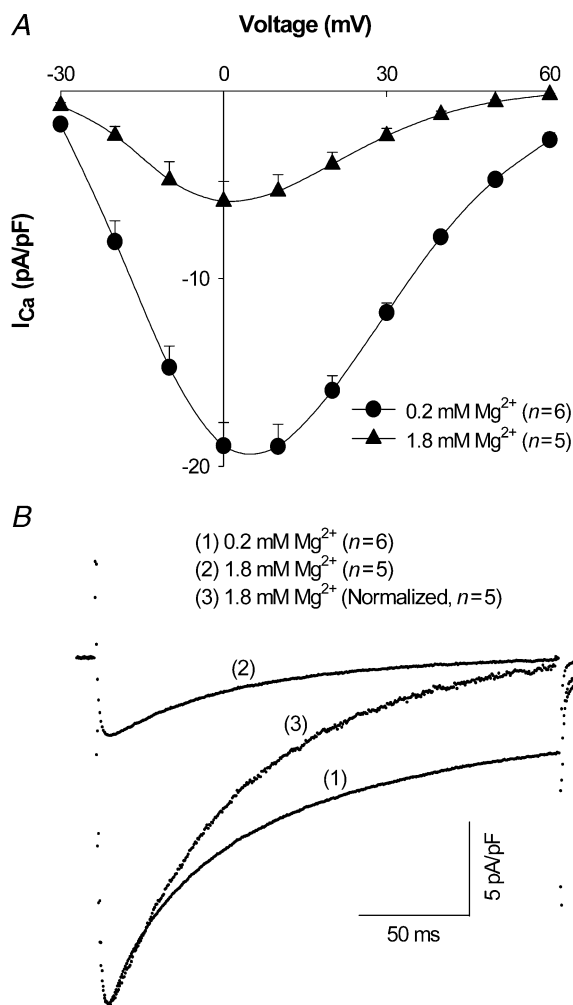 A
Voltage (mV)
-30 0 30 60
-10
I_Ca (pA/pF)
0.2 mM Mg²⁺ (n=6)
1.8 mM Mg²⁺ (n=5)
-20
B
(1) 0.2 mM Mg²⁺ (n=6)
(2) 1.8 mM Mg²⁺ (n=5)
(3) 1.8 mM Mg²⁺ (Normalized, n=5)
(2)
(3)
(1)
5 pA/pF
50 ms